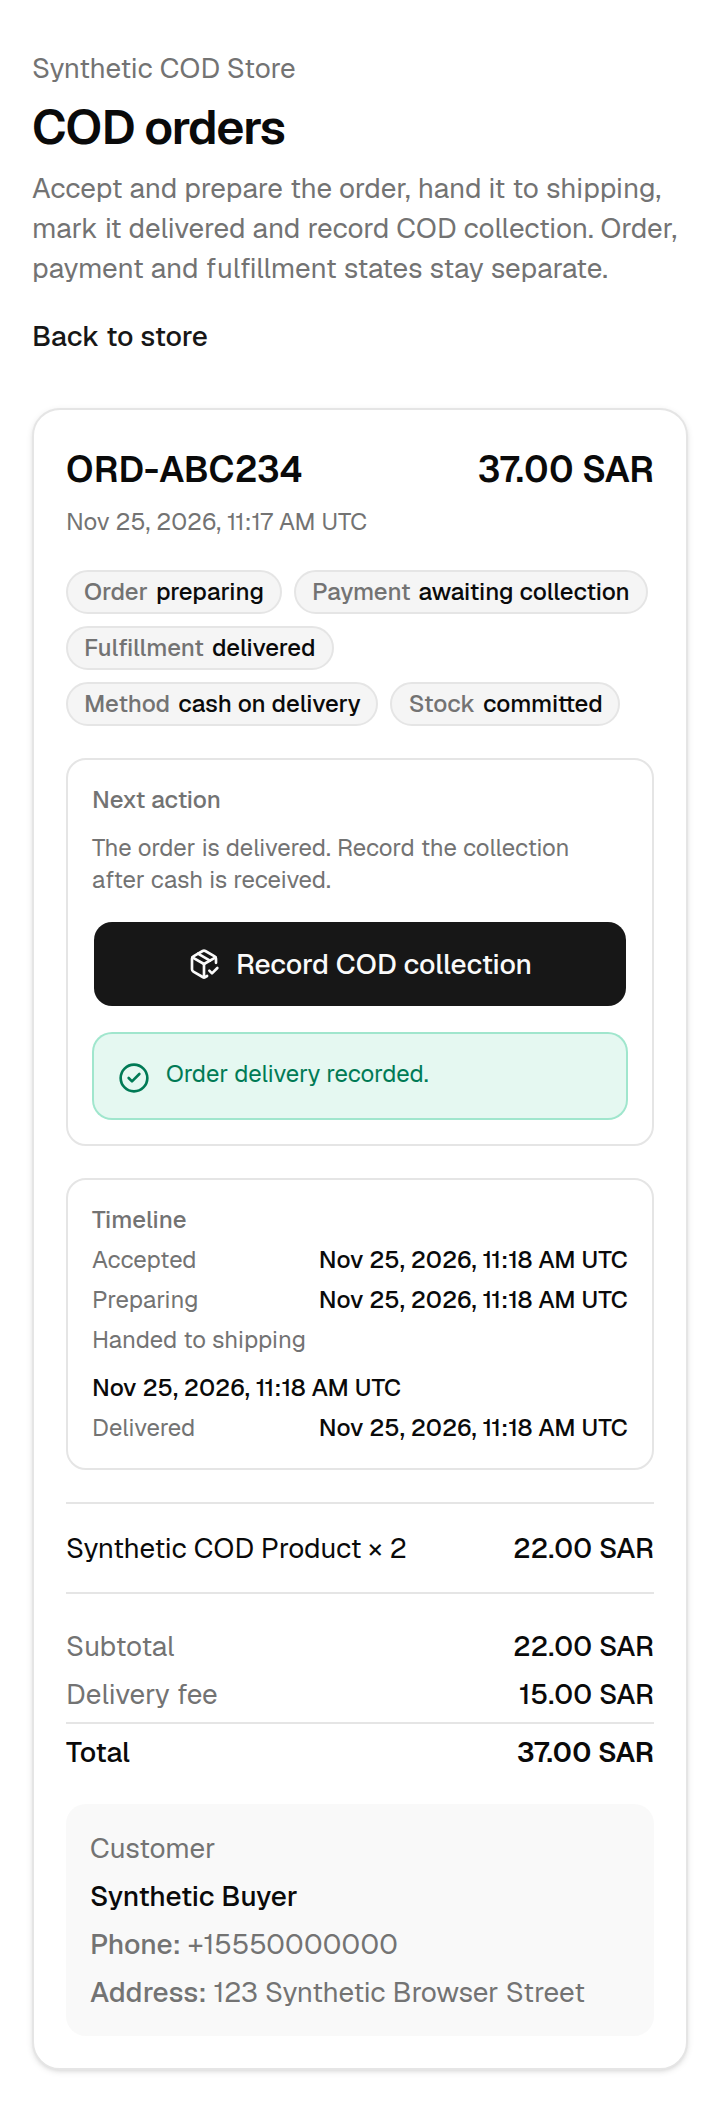 Synthetic COD Store
COD orders
Accept and prepare the order, hand it to shipping,
mark it delivered and record COD collection. Order,
payment and fulfillment states stay separate.
Back to store
ORD-ABC234 37.00 SAR
Nov 25, 2026, 11:17 AM UTC
Order preparing Payment awaiting collection
Fulfillment delivered
Method cash on delivery Stock committed
Next action
The order is delivered. Record the collection
after cash is received.
Record COD collection
Order delivery recorded.
Timeline
Accepted Nov 25, 2026, 11:18 AM UTC
Preparing Nov 25, 2026, 11:18 AM UTC
Handed to shipping
Nov 25, 2026, 11:18 AM UTC
Delivered Nov 25, 2026, 11:18 AM UTC
Synthetic COD Product × 2 22.00 SAR
Subtotal 22.00 SAR
Delivery fee 15.00 SAR
Total 37.00 SAR
Customer
Synthetic Buyer
Phone: +15550000000
Address: 123 Synthetic Browser Street